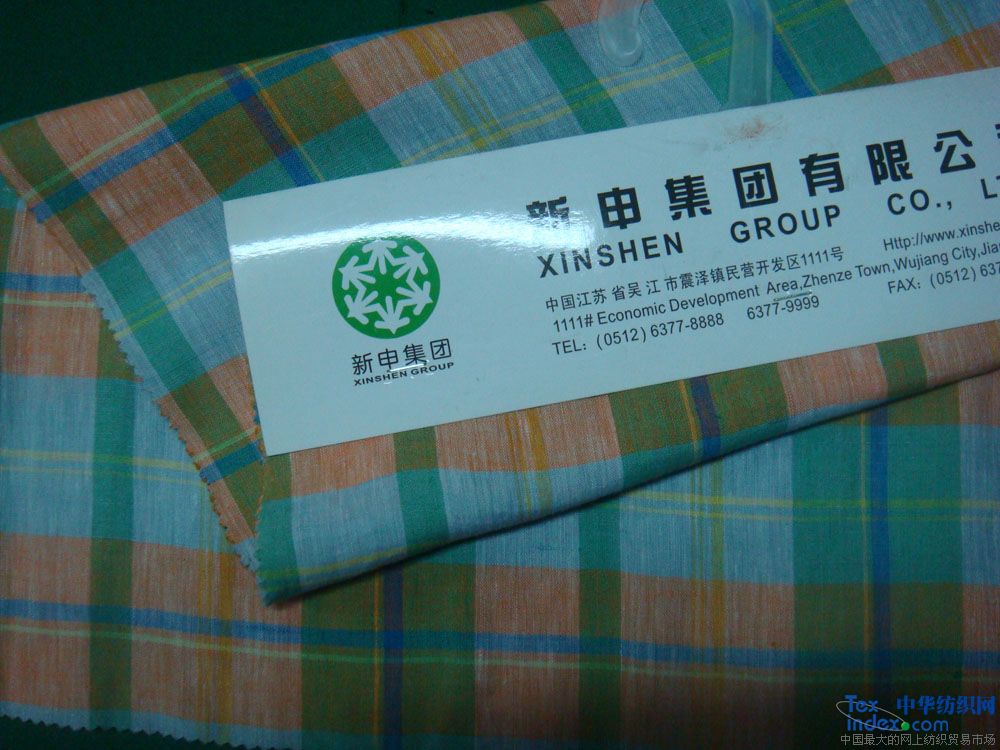 新申集团有限公
XINSHEN GROUP CO.,
中国江苏省吴江市震泽镇民营开发区1111号
Http://www.xinshe
1111# Economic Development Area,Zhenze Town,Wujiang City,Jian
TEL: (0512) 6377-8888 6377-9999
FAX: (0512) 637
新申集团
XINSHEN GROUP
Tex 中华纺织网
index.com
中国最大的网上纺织贸易市场